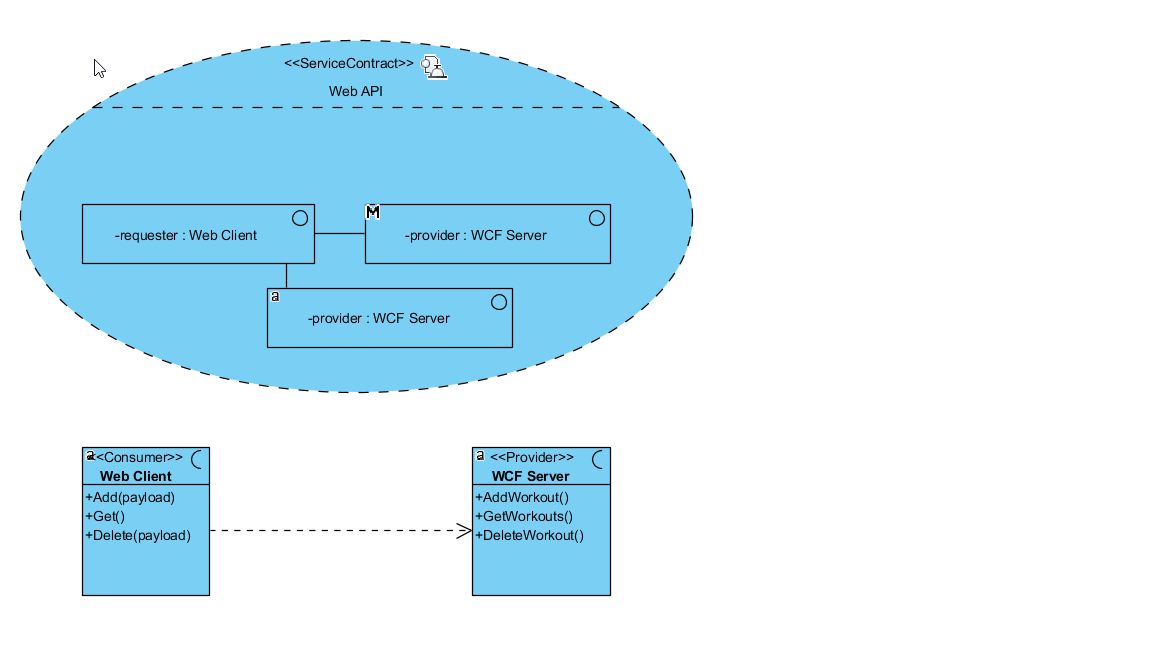 <<ServiceContract>>
Web API
-requester : Web Client
M
-provider : WCF Server
a
-provider : WCF Server
a
<<Consumer>>
Web Client
+Add(payload)
+Get()
+Delete(payload)
a
<<Provider>>
WCF Server
+AddWorkout()
+GetWorkouts()
+DeleteWorkout()